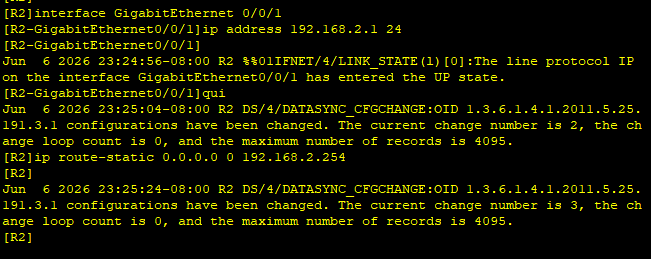 [R2]interface GigabitEthernet 0/0/1
[R2-GigabitEthernet0/0/1]ip address 192.168.2.1 24
[R2-GigabitEthernet0/0/1]
Jun  6 2026 23:24:56-08:00 R2 %%01IFNET/4/LINK_STATE(l)[0]:The line protocol IP
on the interface GigabitEthernet0/0/1 has entered the UP state.
[R2-GigabitEthernet0/0/1]qui
Jun  6 2026 23:25:04-08:00 R2 DS/4/DATASYNC_CFGCHANGE:OID 1.3.6.1.4.1.2011.5.25.
191.3.1 configurations have been changed. The current change number is 2, the ch
ange loop count is 0, and the maximum number of records is 4095.
[R2]ip route-static 0.0.0.0 0 192.168.2.254
[R2]
Jun  6 2026 23:25:24-08:00 R2 DS/4/DATASYNC_CFGCHANGE:OID 1.3.6.1.4.1.2011.5.25.
191.3.1 configurations have been changed. The current change number is 3, the ch
ange loop count is 0, and the maximum number of records is 4095.
[R2]